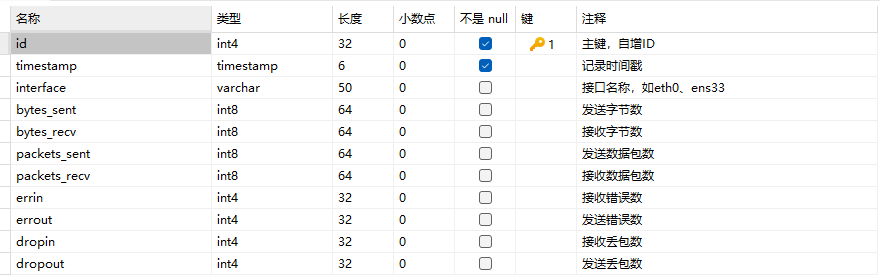 名称 类型 长度 小数点 不是 null 键 注释
id int4 32 0 1 主键，自增ID
timestamp timestamp 6 0 记录时间戳
interface varchar 50 0 接口名称，如eth0、ens33
bytes_sent int8 64 0 发送字节数
bytes_recv int8 64 0 接收字节数
packets_sent int8 64 0 发送数据包数
packets_recv int8 64 0 接收数据包数
errin int4 32 0 接收错误数
errout int4 32 0 发送错误数
dropin int4 32 0 接收丢包数
dropout int4 32 0 发送丢包数